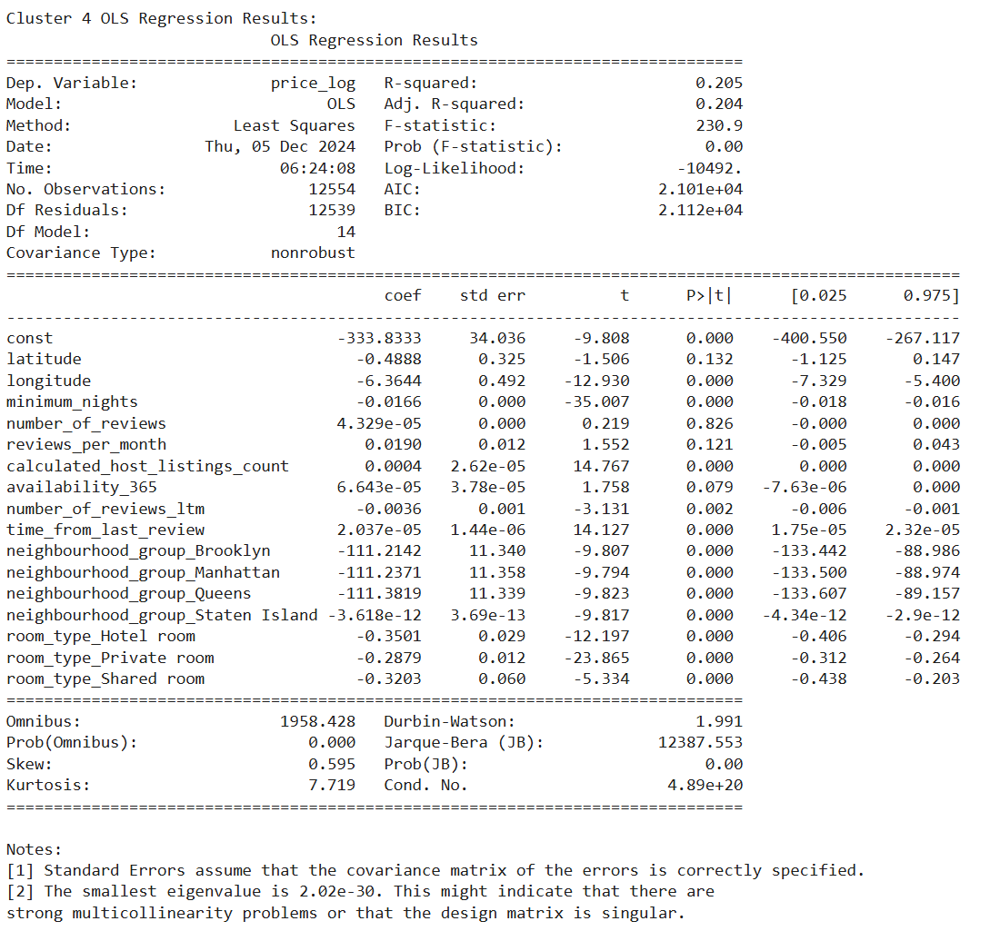 Cluster 4 OLS Regression Results:
OLS Regression Results
==============================================================================
Dep. Variable: price_log R-squared: 0.205
Model: OLS Adj. R-squared: 0.204
Method: Least Squares F-statistic: 230.9
Date: Thu, 05 Dec 2024 Prob (F-statistic): 0.00
Time: 06:24:08 Log-Likelihood: -10492.
No. Observations: 12554 AIC: 2.101e+04
Df Residuals: 12539 BIC: 2.112e+04
Df Model: 14
Covariance Type: nonrobust
=====================================================================================================
coef std err t P>|t| [0.025 0.975]
-----------------------------------------------------------------------------------------------------
const -333.8333 34.036 -9.808 0.000 -400.550 -267.117
latitude -0.4888 0.325 -1.506 0.132 -1.125 0.147
longitude -6.3644 0.492 -12.930 0.000 -7.329 -5.400
minimum_nights -0.0166 0.000 -35.007 0.000 -0.018 -0.016
number_of_reviews 4.329e-05 0.000 0.219 0.826 -0.000 0.000
reviews_per_month 0.0190 0.012 1.552 0.121 -0.005 0.043
calculated_host_listings_count 0.0004 2.62e-05 14.767 0.000 0.000 0.000
availability_365 6.643e-05 3.78e-05 1.758 0.079 -7.63e-06 0.000
number_of_reviews_ltm -0.0036 0.001 -3.131 0.002 -0.006 -0.001
time_from_last_review 2.037e-05 1.44e-06 14.127 0.000 1.75e-05 2.32e-05
neighbourhood_group_Brooklyn -111.2142 11.340 -9.807 0.000 -133.442 -88.986
neighbourhood_group_Manhattan -111.2371 11.358 -9.794 0.000 -133.500 -88.974
neighbourhood_group_Queens -111.3819 11.339 -9.823 0.000 -133.607 -89.157
neighbourhood_group_Staten Island -3.618e-12 3.69e-13 -9.817 0.000 -4.34e-12 -2.9e-12
room_type_Hotel room -0.3501 0.029 -12.197 0.000 -0.406 -0.294
room_type_Private room -0.2879 0.012 -23.865 0.000 -0.312 -0.264
room_type_Shared room -0.3203 0.060 -5.334 0.000 -0.438 -0.203
==============================================================================
Omnibus: 1958.428 Durbin-Watson: 1.991
Prob(Omnibus): 0.000 Jarque-Bera (JB): 12387.553
Skew: 0.595 Prob(JB): 0.00
Kurtosis: 7.719 Cond. No. 4.89e+20
==============================================================================
Notes:
[1] Standard Errors assume that the covariance matrix of the errors is correctly specified.
[2] The smallest eigenvalue is 2.02e-30. This might indicate that there are
strong multicollinearity problems or that the design matrix is singular.